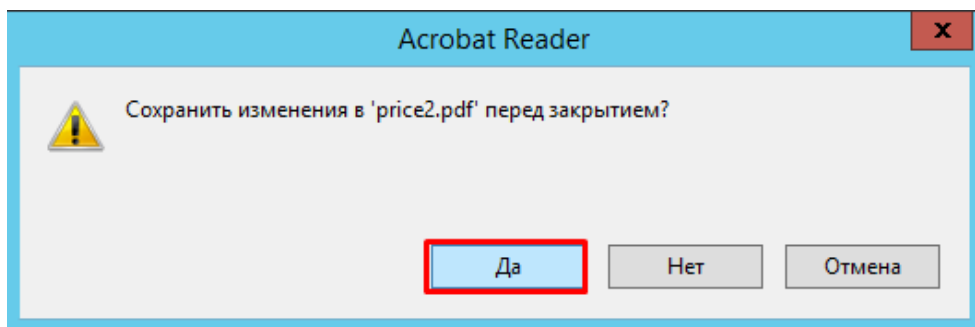 Acrobat Reader
x
Сохранить изменения в 'price2.pdf' перед закрытием?
Да
Нет
Отмена